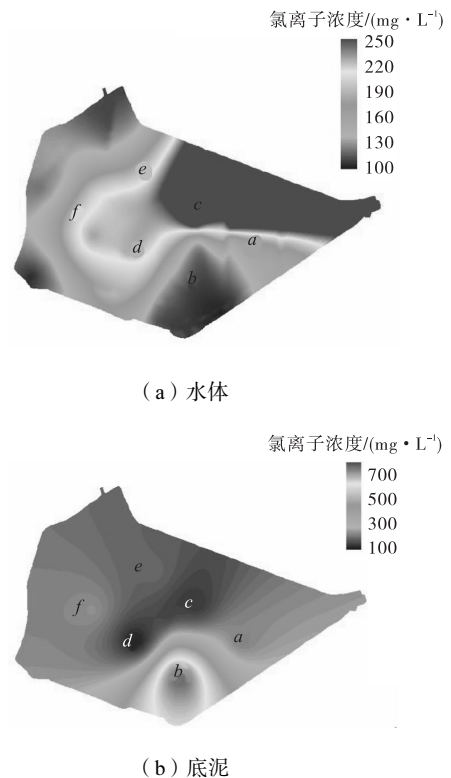 氯离子浓度/(mg·L⁻¹)
250
220
190
160
130
100
e
f
c
d
a
b
（a）水体
氯离子浓度/(mg·L⁻¹)
700
500
300
100
e
f
c
d
a
b
（b）底泥